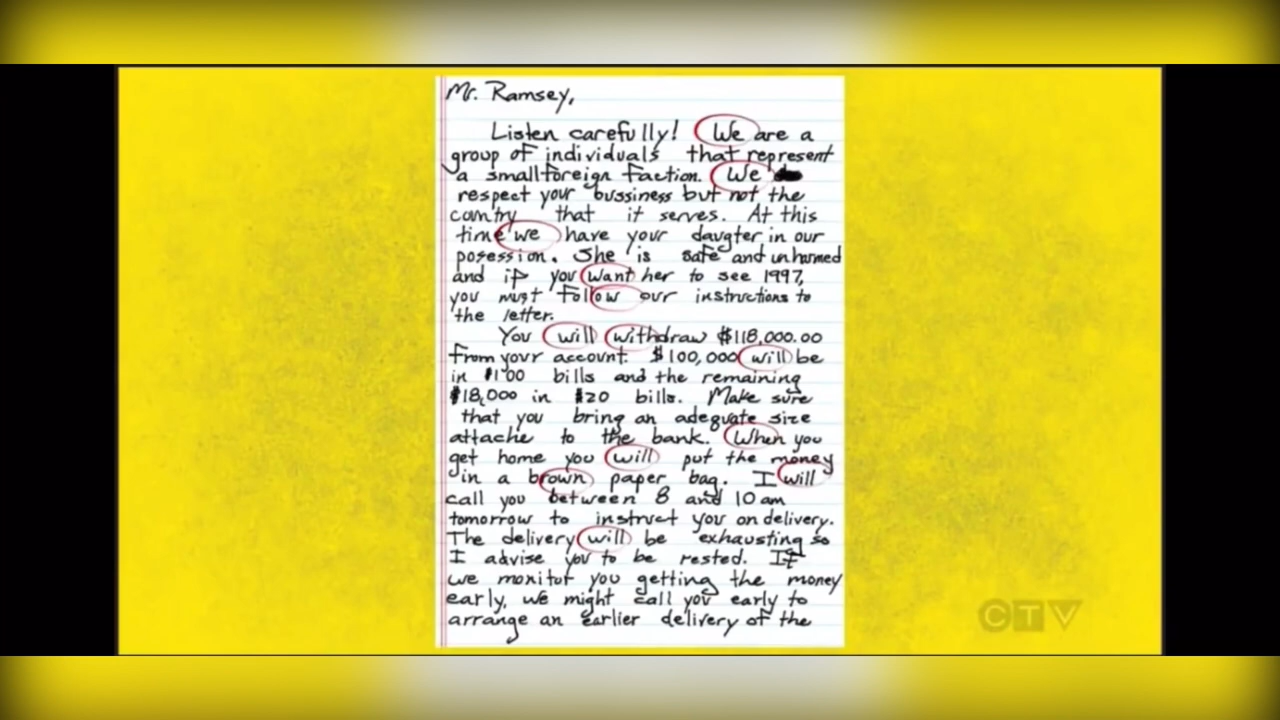 Mr. Ramsey,
Listen carefully! We are a
group of individuals that represent
a small foreign faction. We
respect your bussiness but not the
country that it serves. At this
time we have your daugter in our
posession. She is safe and unharmed
and if you want her to see 1997,
you must follow our instructions to
the letter.
You will withdraw $118,000.00
from your account. $100,000 will be
in $100 bills and the remaining
$18,000 in $20 bills. Make sure
that you bring an adequate size
attache to the bank. When you
get home you will put the money
in a brown paper bag. I will
call you between 8 and 10 am
tomorrow to instruct you on delivery.
The delivery will be exhausting so
I advise you to be rested. If
we monitor you getting the money
early, we might call you early to
arrange an earlier delivery of the
CTV